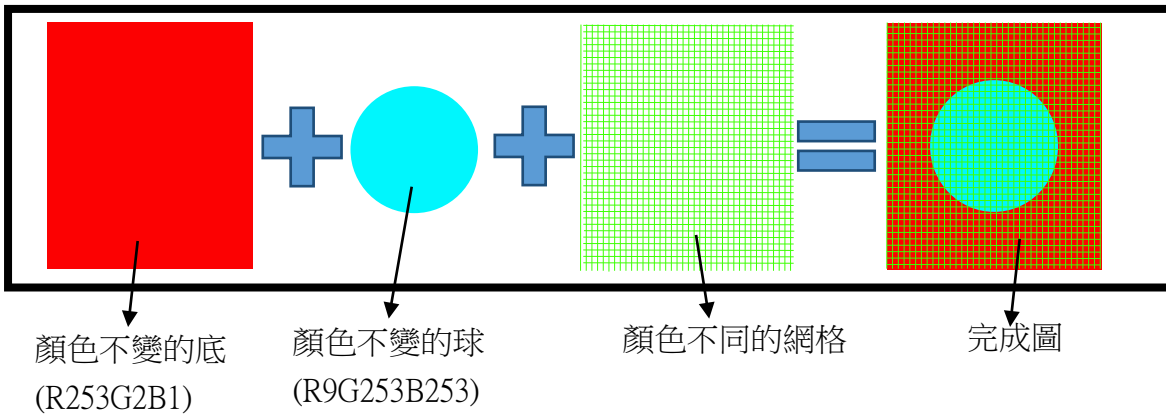 顏色不變的底
(R253G2B1)
顏色不變的球
(R9G253B253)
顏色不同的網格
完成圖